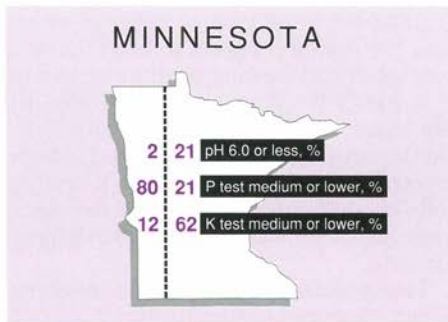 MINNESOTA
2 21 pH 6.0 or less, %
80 21 P test medium or lower, %
12 62 K test medium or lower, %